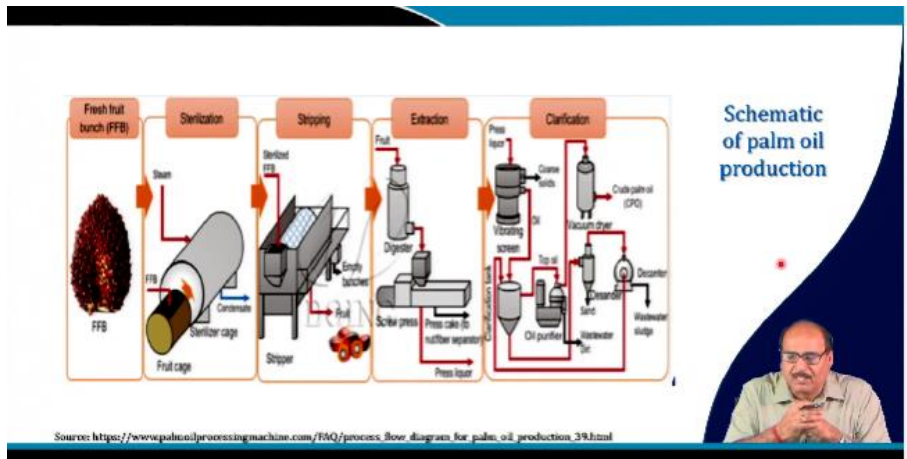 Fresh fruit
bunch (FFB)
FFB
Sterilization
Steam
FFB
Condensate
Sterilizer cage
Fruit cage
Stripping
Sterilized
FFB
Empty
bunches
Fruit
Stripper
Extraction
Fruit
Digester
Screw press
Press cake (to
nut/fiber separator)
Press liquor
Clarification
Press
liquor
Coarse
solids
Oil
Vibrating
screen
Clarification tank
Top oil
Oil purifier
Vacuum dryer
Crude palm oil
(CPO)
Desander
Sand
Wastewater
Decanter
Wastewater
sludge
Schematic
of palm oil
production
Source: https://www.palmoilprocessingmachine.com/FAQ/process_flow_diagram_for_palm_oil_production_39.html